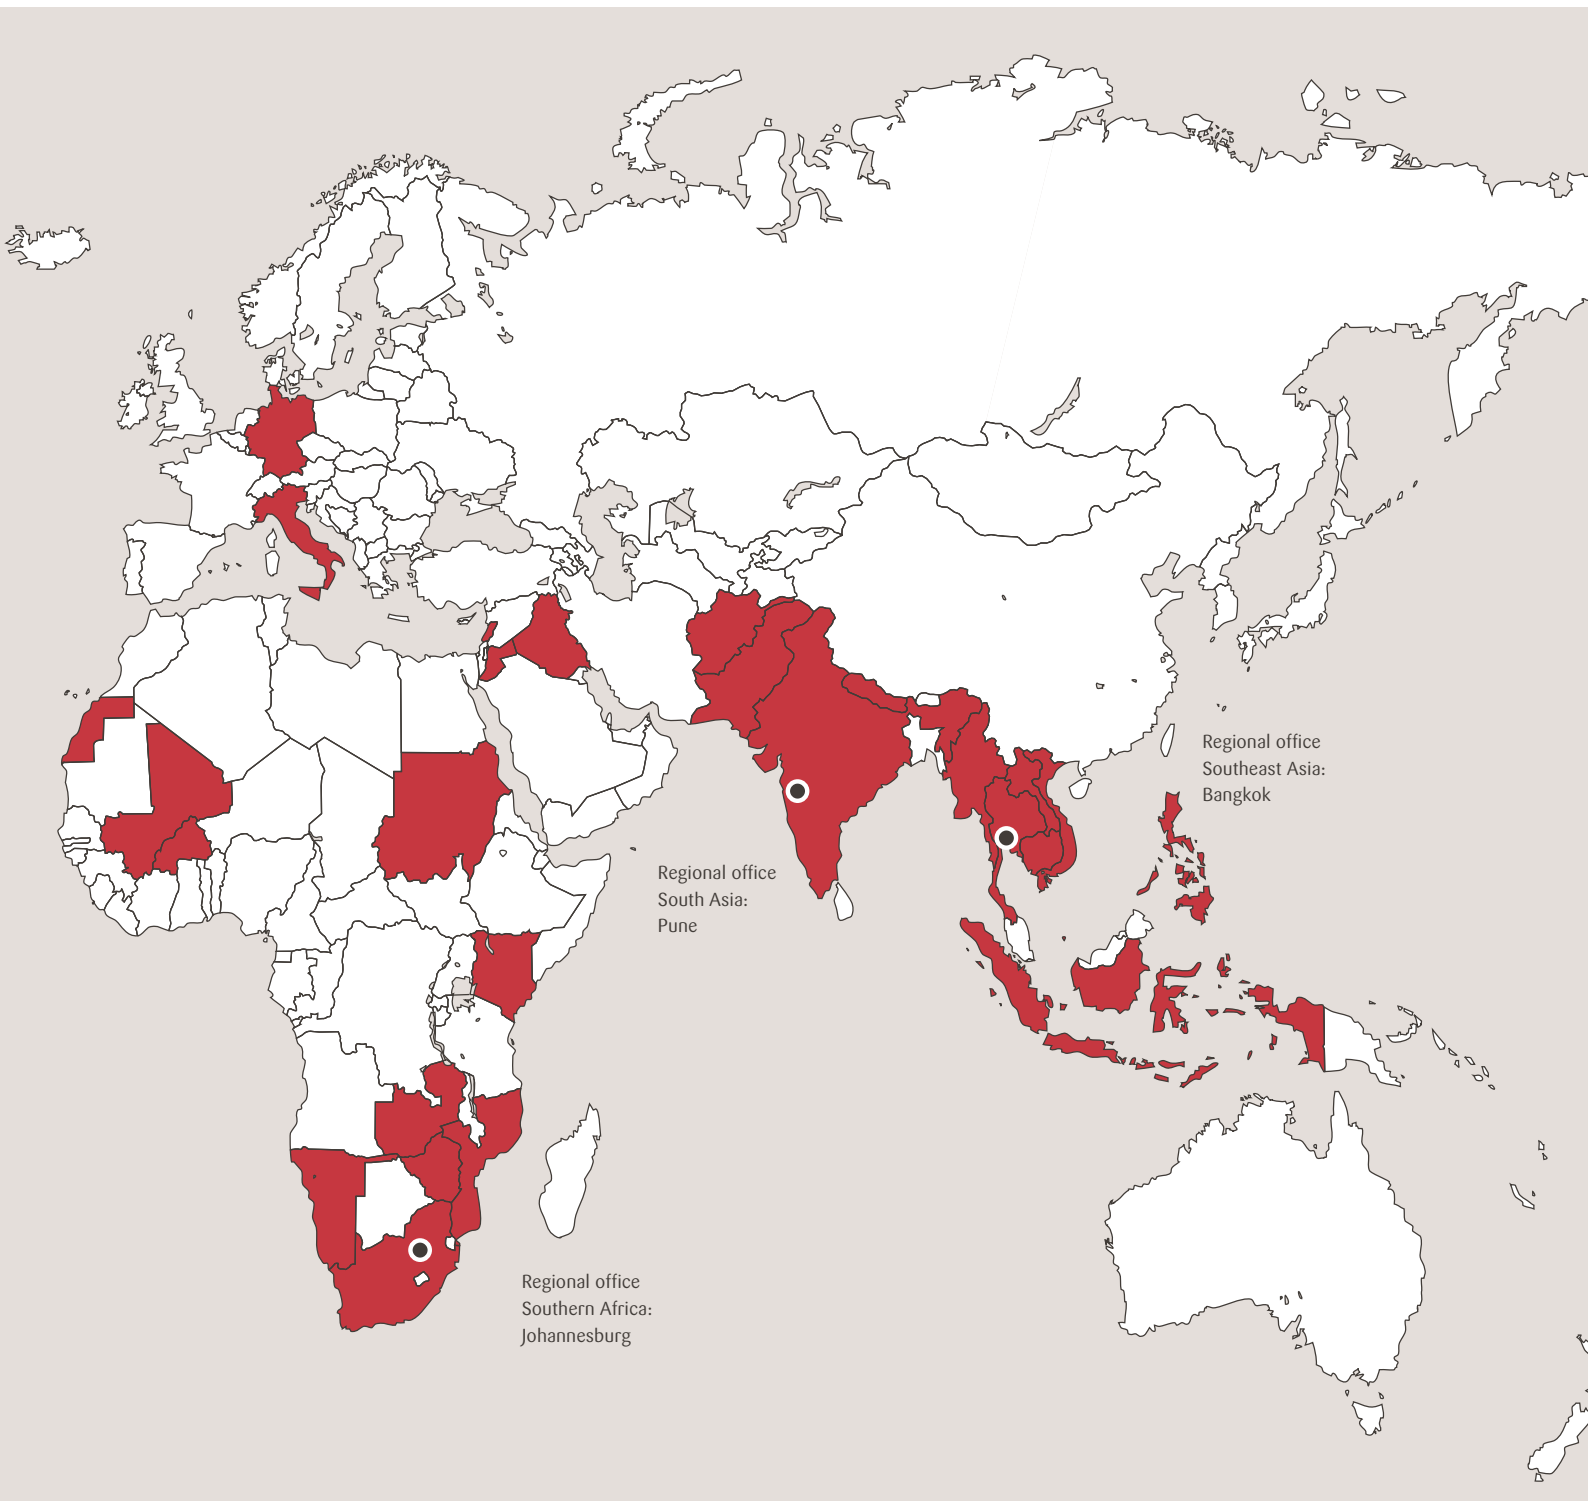 Regional office
Southeast Asia:
Bangkok
Regional office
South Asia:
Pune
Regional office
Southern Africa:
Johannesburg